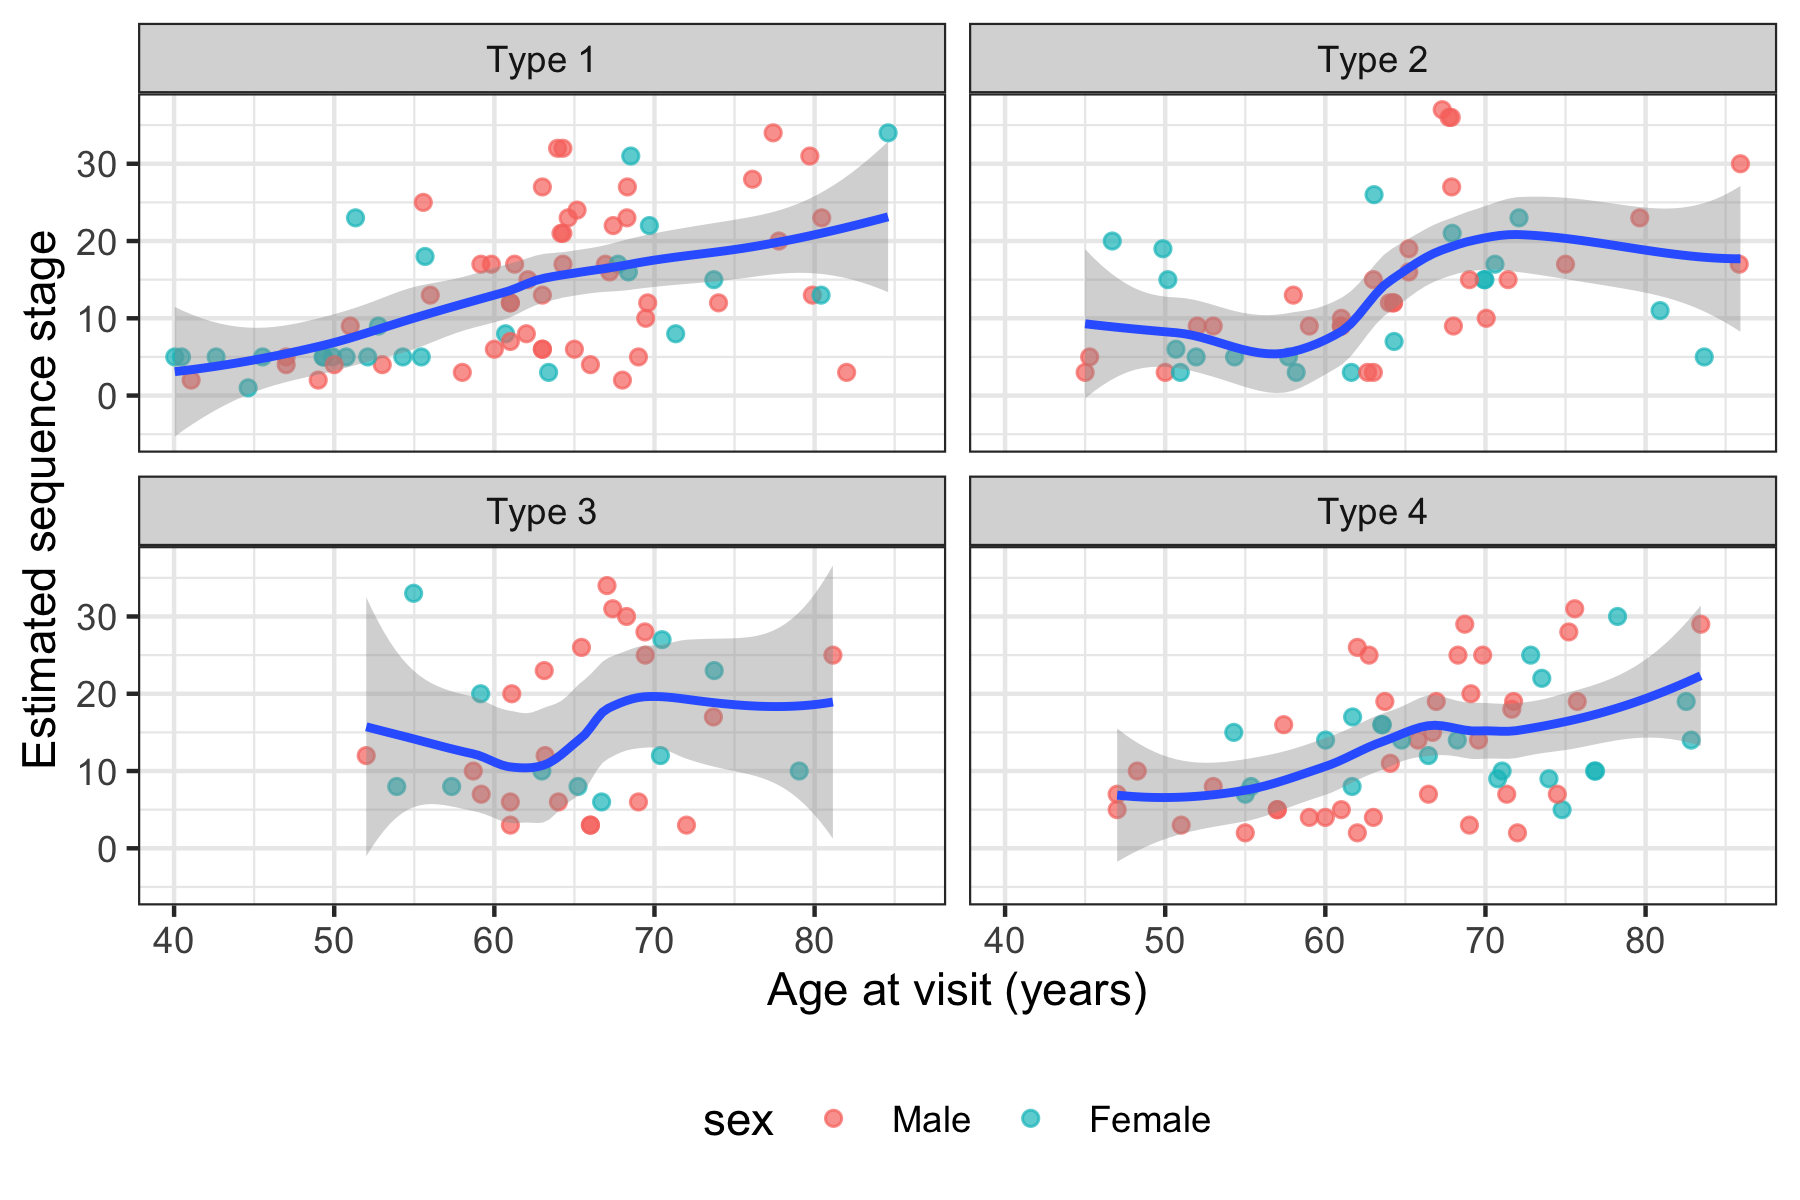 Type 1
Type 2
30
20
10
0
Type 3
Type 4
30
20
10
0
Estimated sequence stage
40 50 60 70 80
40 50 60 70 80
Age at visit (years)
sex Male Female